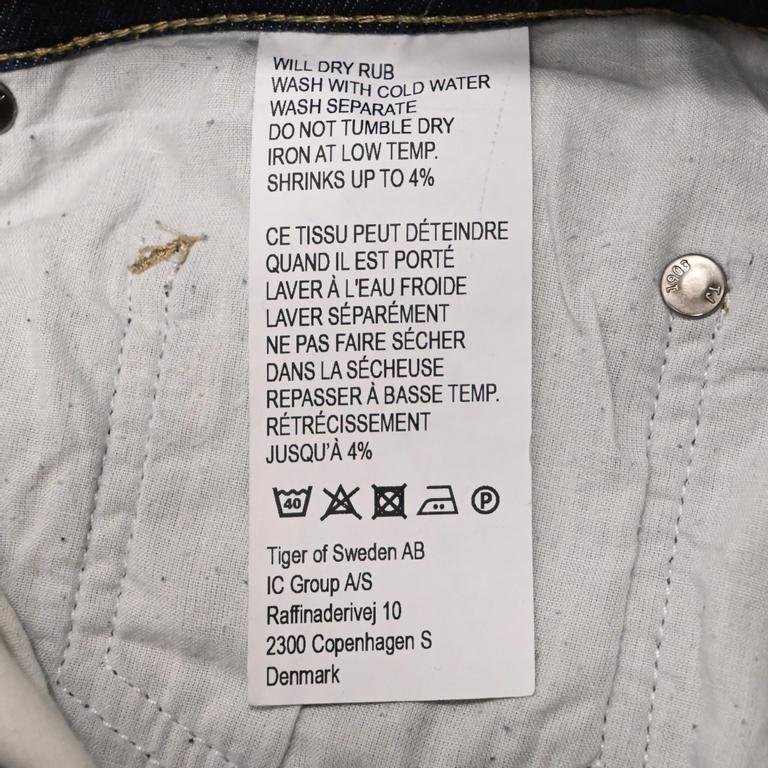 WILL DRY RUB
WASH WITH COLD WATER
WASH SEPARATE
DO NOT TUMBLE DRY
IRON AT LOW TEMP.
SHRINKS UP TO 4%
CE TISSU PEUT DÉTEINDRE
QUAND IL EST PORTÉ
LAVER À L'EAU FROIDE
LAVER SÉPARÉMENT
NE PAS FAIRE SÉCHER
DANS LA SÉCHEUSE
REPASSER À BASSE TEMP.
RÉTRÉCISSEMENT
JUSQU'À 4%
40 P
Tiger of Sweden AB
IC Group A/S
Raffinaderivej 10
2300 Copenhagen S
Denmark
1903
TJ